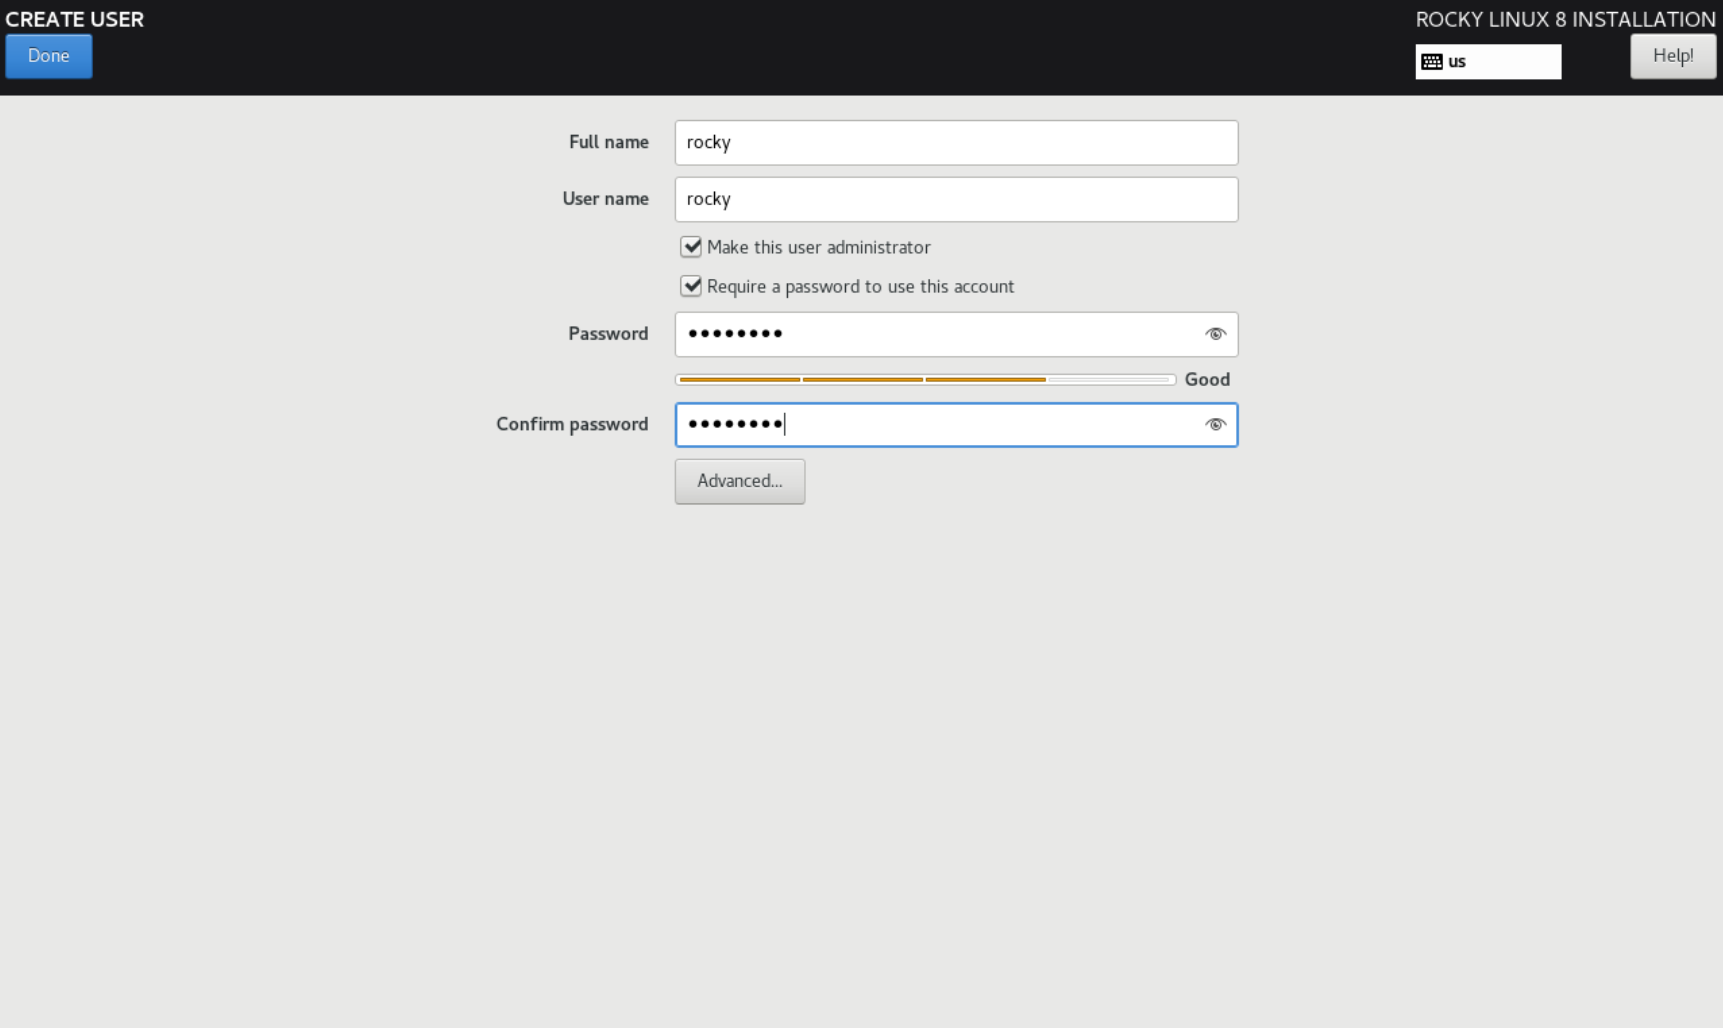 CREATE USER
ROCKY LINUX 8 INSTALLATION
Done
us
Help!
Full name
rocky
User name
rocky
Make this user administrator
Require a password to use this account
Password
••••••••
Good
Confirm password
••••••••
Advanced...